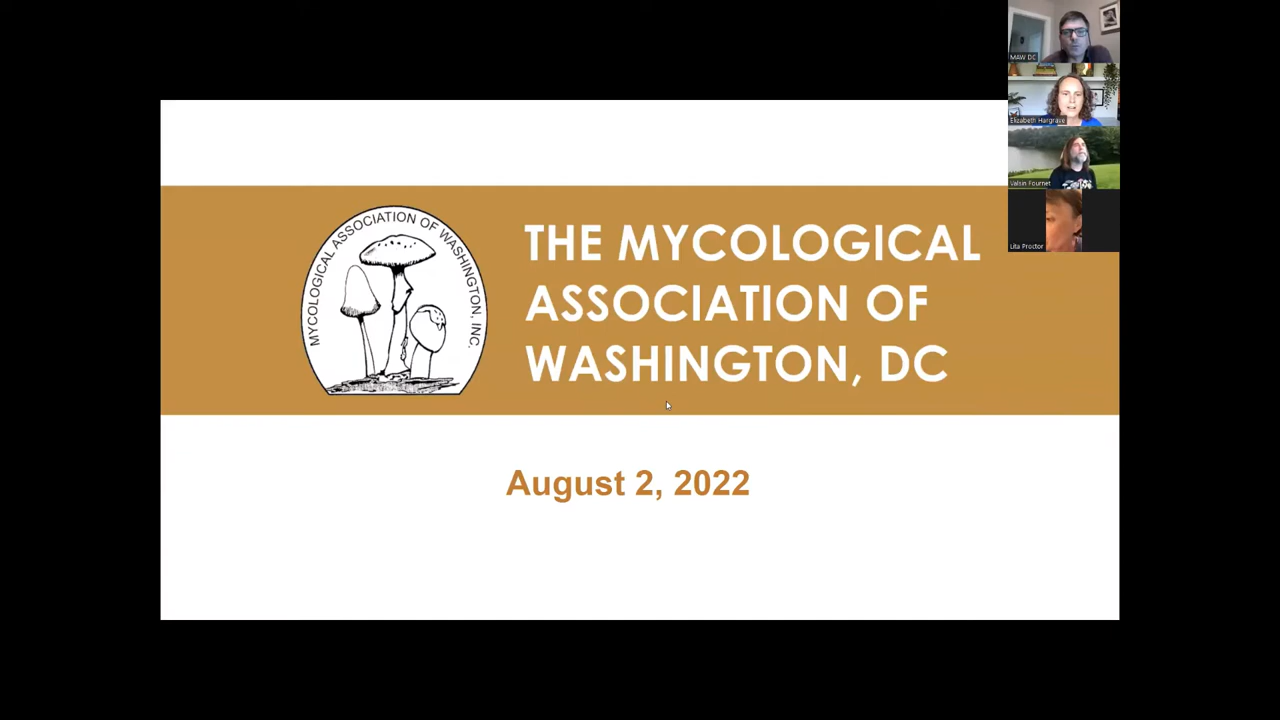 MYCOLOGICAL ASSOCIATION OF WASHINGTON, INC.
THE MYCOLOGICAL
ASSOCIATION OF
WASHINGTON, DC
August 2, 2022
MAW DC
Elizabeth Hargrave
Valsin Fournet
Lita Proctor